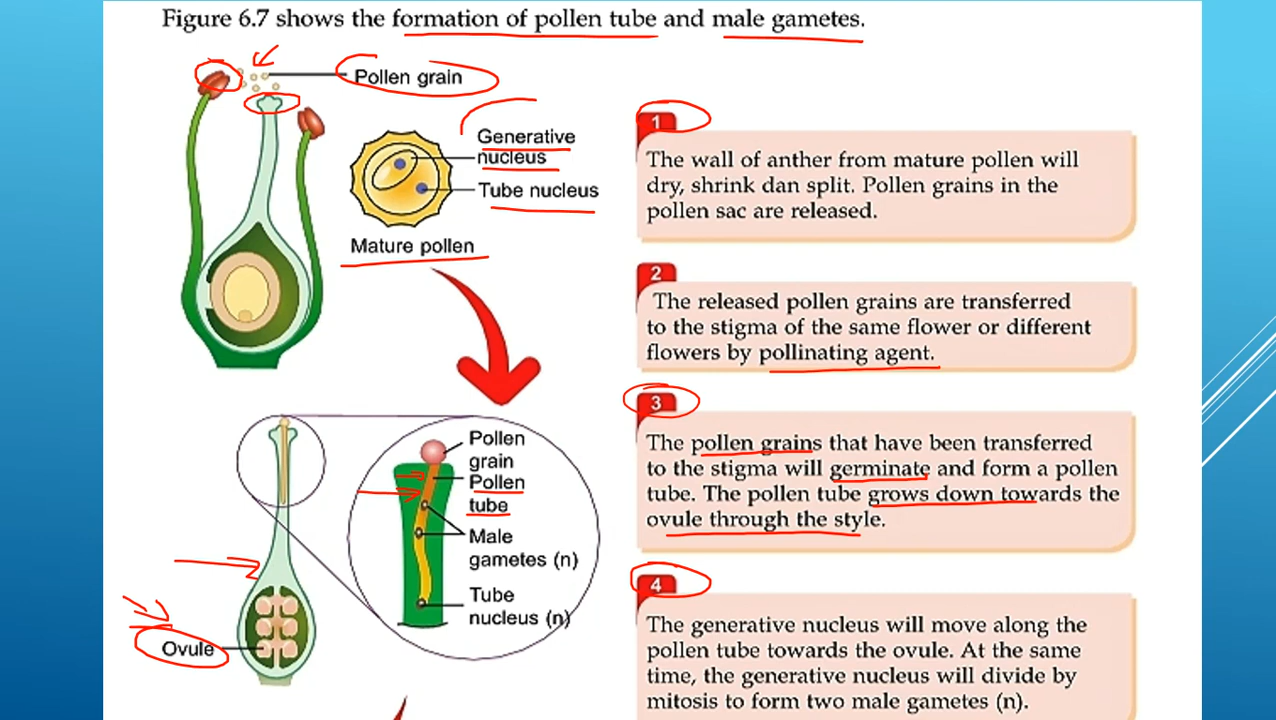 Figure 6.7 shows the formation of pollen tube and male gametes.
Pollen grain
Generative
nucleus
Tube nucleus
Mature pollen
1
The wall of anther from mature pollen will
dry, shrink dan split. Pollen grains in the
pollen sac are released.
2
The released pollen grains are transferred
to the stigma of the same flower or different
flowers by pollinating agent.
3
The pollen grains that have been transferred
to the stigma will germinate and form a pollen
tube. The pollen tube grows down towards the
ovule through the style.
Pollen
grain
Pollen
tube
Male
gametes (n)
Tube
nucleus (n)
Ovule
4
The generative nucleus will move along the
pollen tube towards the ovule. At the same
time, the generative nucleus will divide by
mitosis to form two male gametes (n).